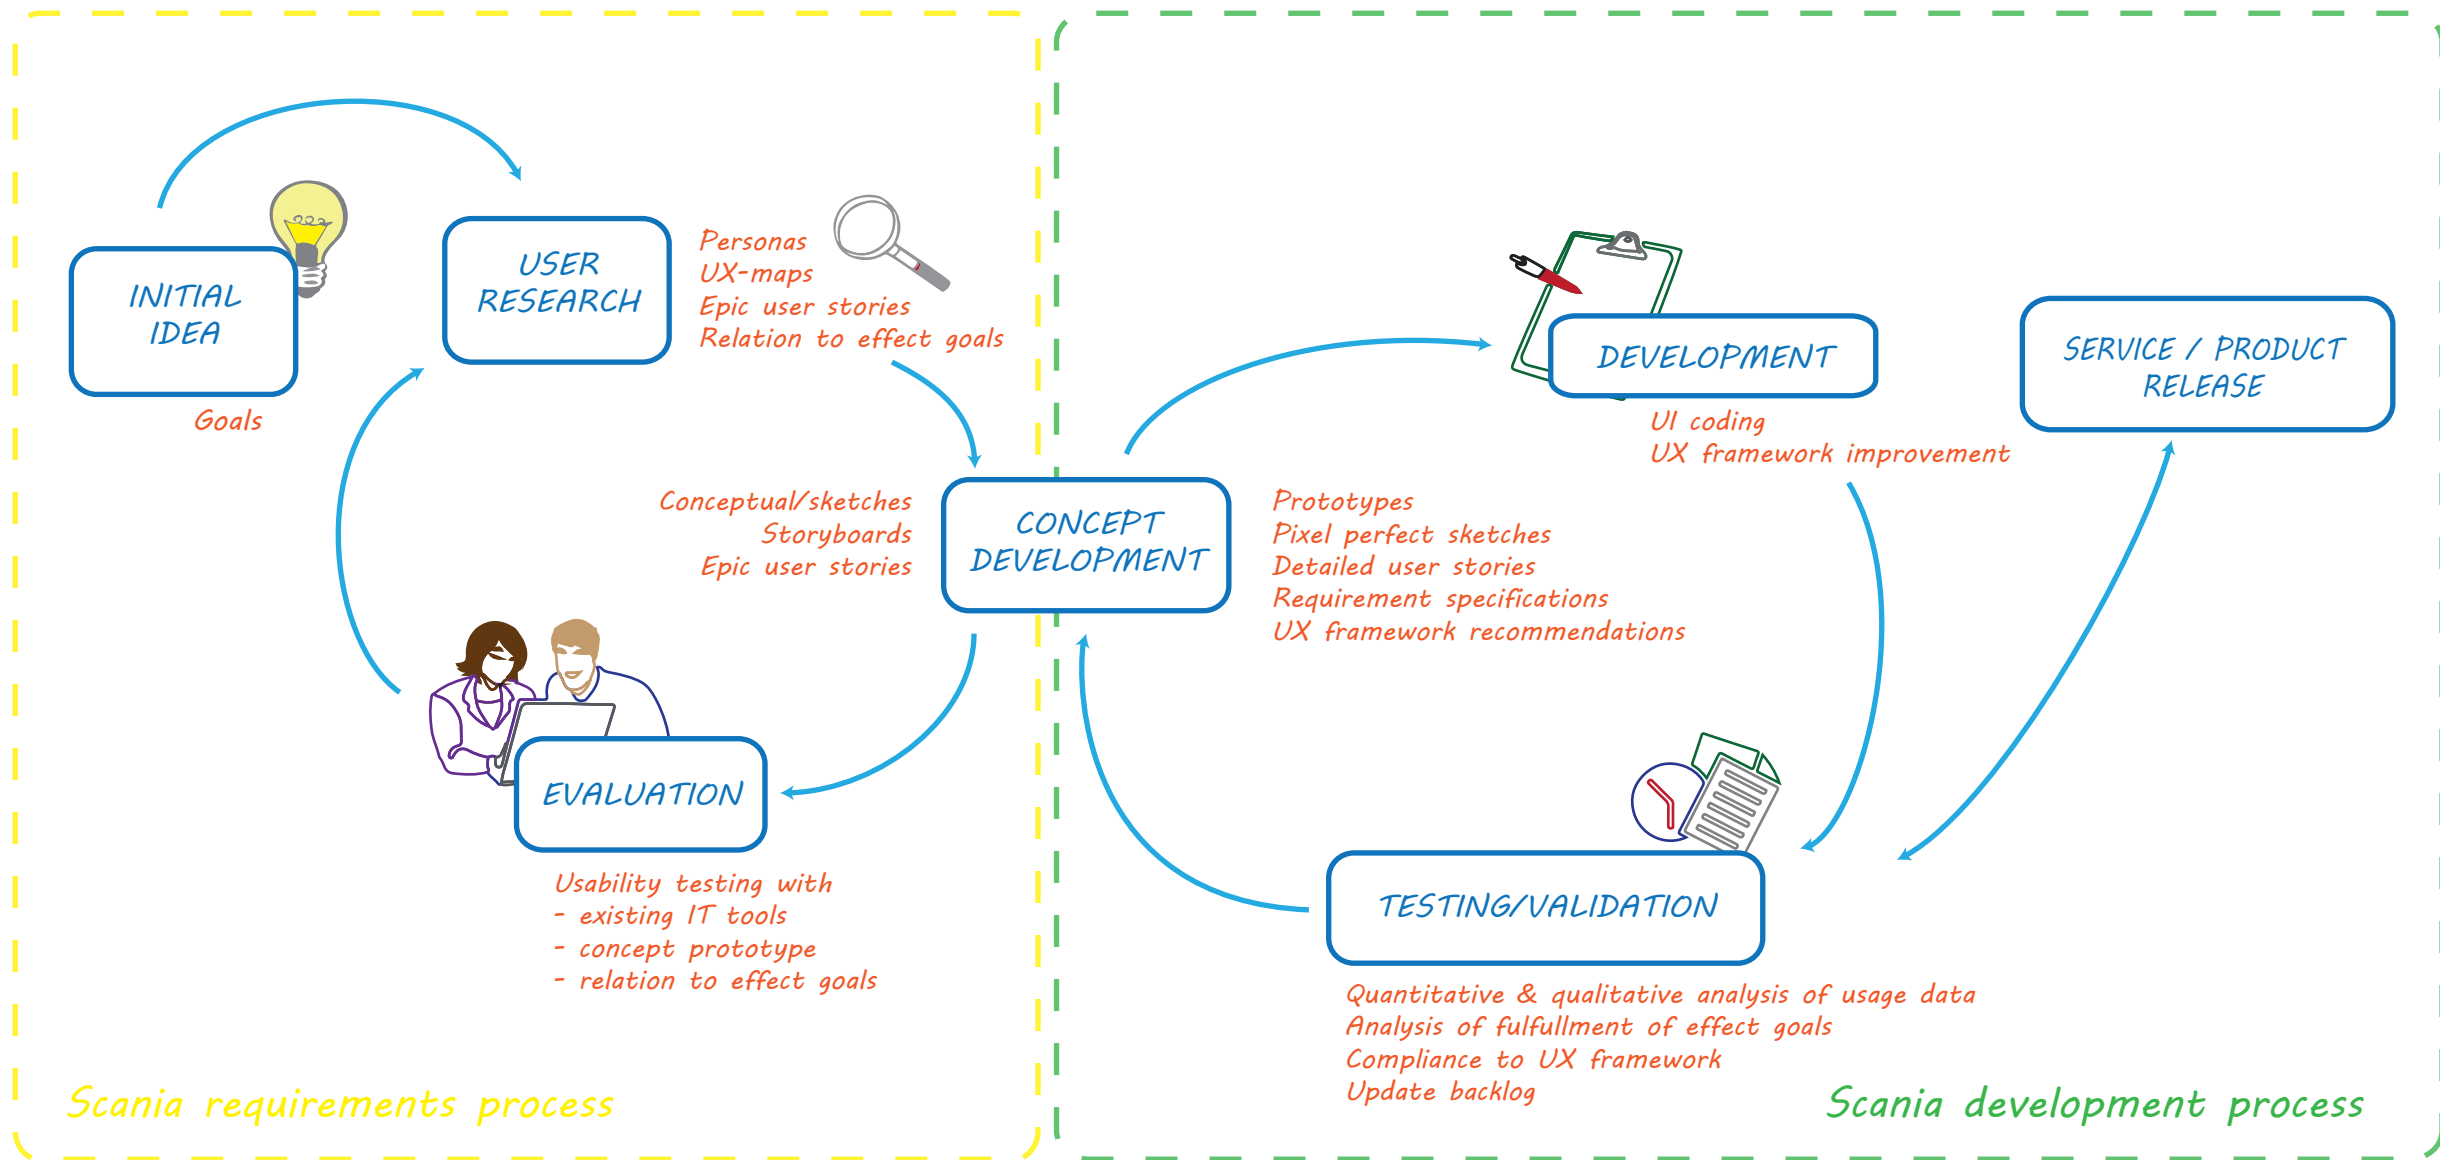 INITIAL
IDEA
Goals
USER
RESEARCH
Personas
UX-maps
Epic user stories
Relation to effect goals
Conceptual/sketches
Storyboards
Epic user stories
CONCEPT
DEVELOPMENT
Prototypes
Pixel perfect sketches
Detailed user stories
Requirement specifications
UX framework recommendations
EVALUATION
Usability testing with
- existing IT tools
- concept prototype
- relation to effect goals
Scania requirements process
DEVELOPMENT
UI coding
UX framework improvement
SERVICE / PRODUCT
RELEASE
TESTING/VALIDATION
Quantitative & qualitative analysis of usage data
Analysis of fulfullment of effect goals
Compliance to UX framework
Update backlog
Scania development process